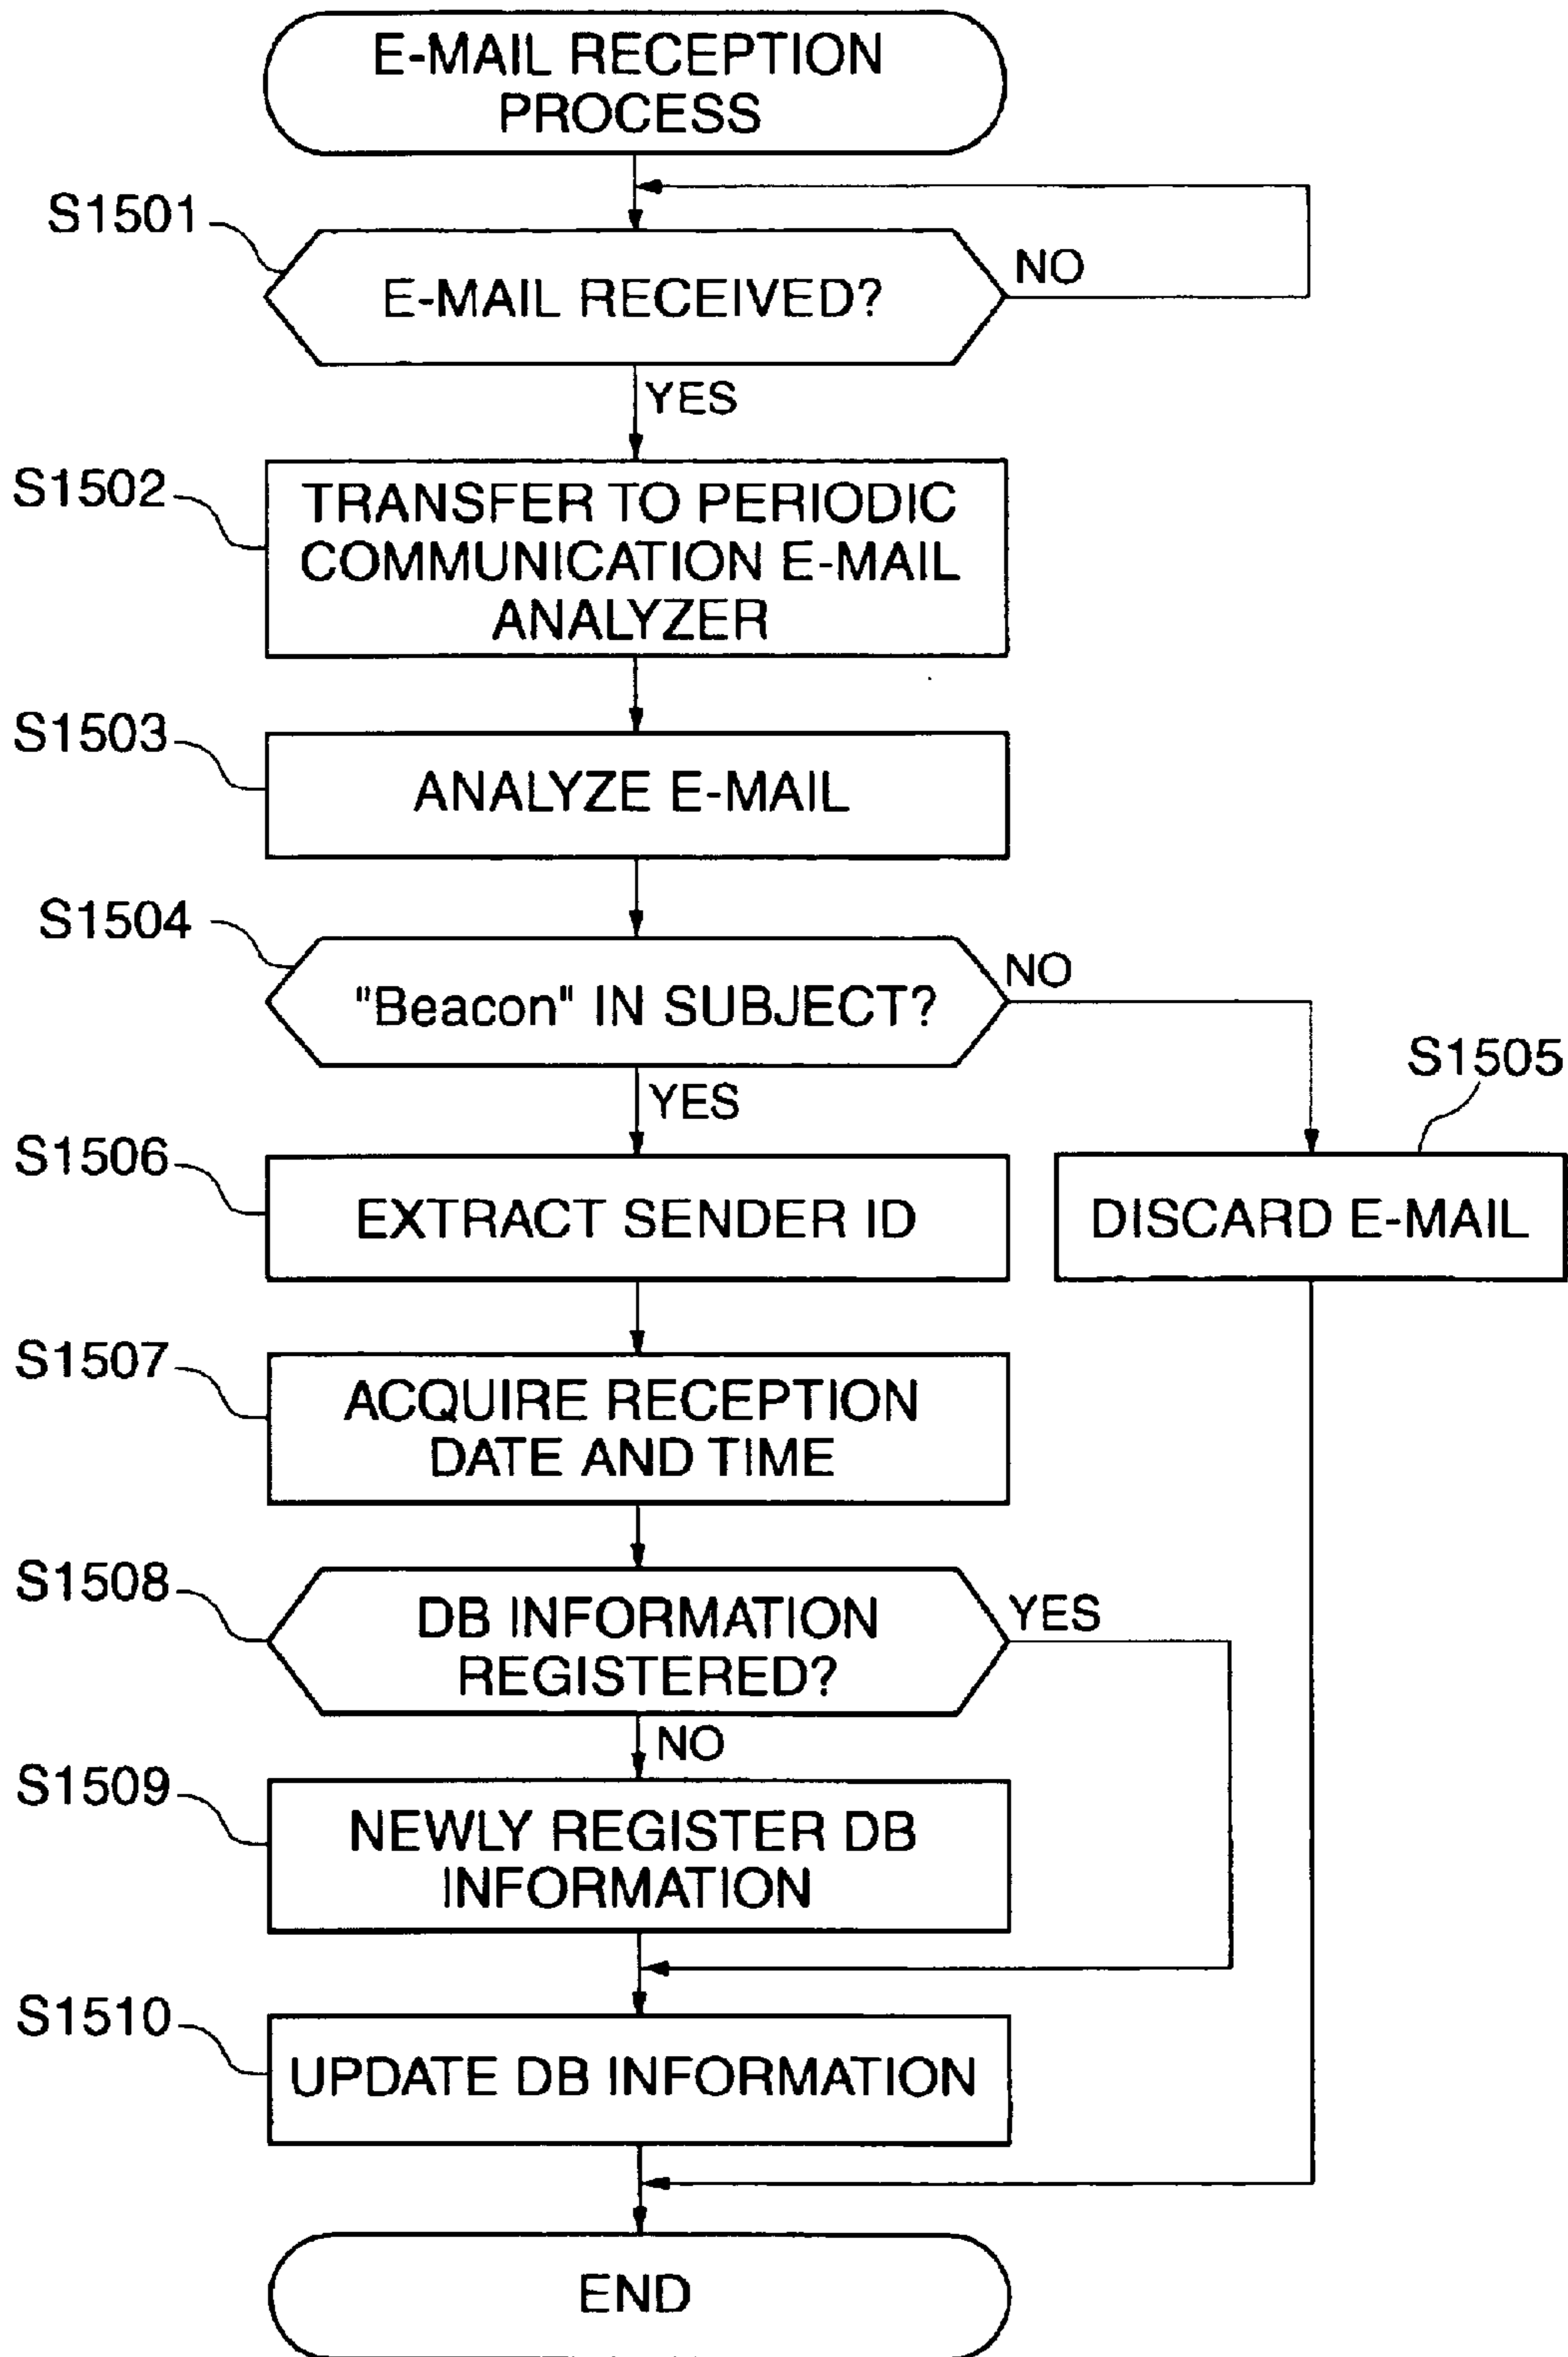 E-MAIL RECEPTION
PROCESS
S1501
E-MAIL RECEIVED?
NO
YES
S1502
TRANSFER TO PERIODIC
COMMUNICATION E-MAIL
ANALYZER
S1503
ANALYZE E-MAIL
S1504
"Beacon" IN SUBJECT?
NO
YES
S1505
DISCARD E-MAIL
S1506
EXTRACT SENDER ID
S1507
ACQUIRE RECEPTION
DATE AND TIME
S1508
DB INFORMATION
REGISTERED?
YES
NO
S1509
NEWLY REGISTER DB
INFORMATION
S1510
UPDATE DB INFORMATION
END